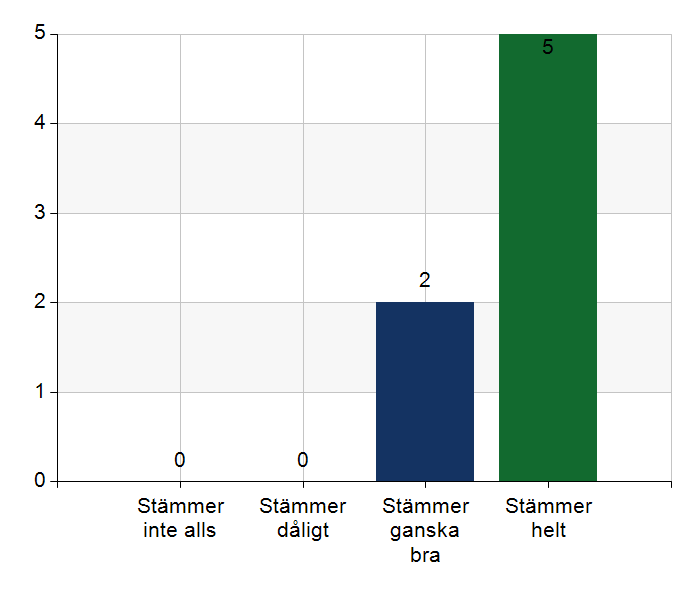 5
4
3
2
1
0
0
0
2
5
Stämmer
inte alls
Stämmer
dåligt
Stämmer
ganska
bra
Stämmer
helt